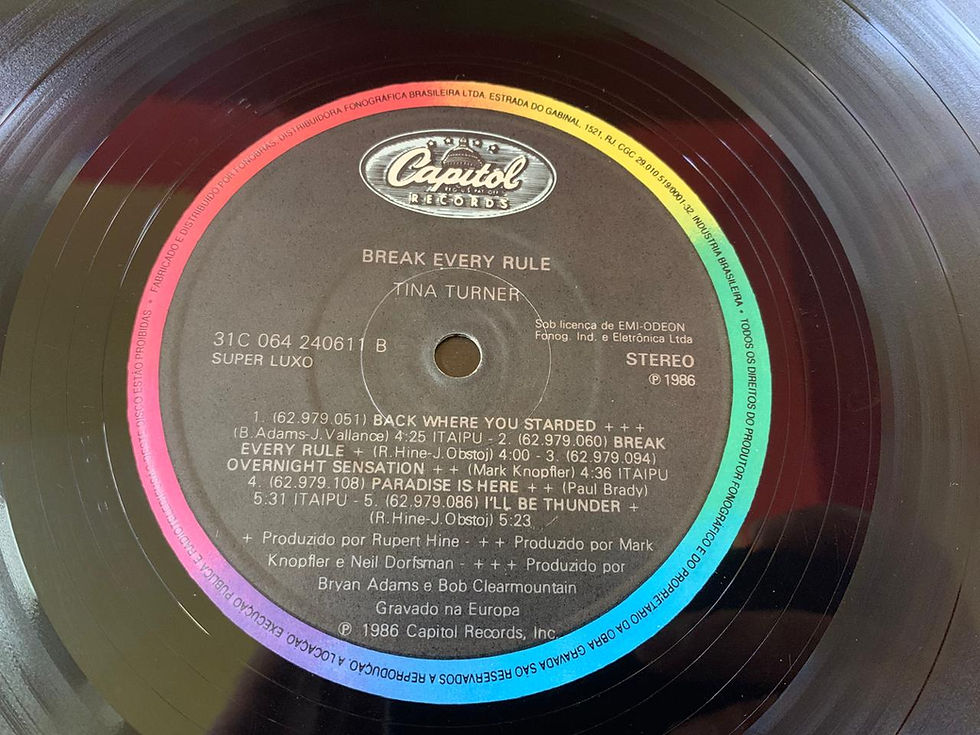 FABRICADO E DISTRIBUIDO POR FONOBRAS, DISTRIBUIDORA FONOGRAFICA BRASILEIRA LTDA. ESTRADA DO GABINAL, 1521, RJ, CGC 29.010.519/0001-32. INDUSTRIA BRASILEIRA • TODOS OS DIREITOS DO PRODUTOR FONOGRAFICO E DO PROPRIETARIO DA OBRA GRAVADA SAO RESERVADOS A REPRODUÇÃO, A LOCAÇÃO, EXECUÇÃO PUBLICA E DISCO ESTÃO PROIBIDAS •
Capitol
RECORDS
BREAK EVERY RULE
TINA TURNER
31C 064 240611 B
SUPER LUXO
Sob licença de EMI-ODEON
Fonog. Ind. e Eletrônica Ltda
STEREO
℗ 1986
1. (62.979.051) BACK WHERE YOU STARDED + + +
(B.Adams-J.Vallance) 4:25 ITAIPU - 2. (62.979.060) BREAK
EVERY RULE + (R.Hine-J.Obstoj) 4:00 - 3. (62.979.094)
OVERNIGHT SENSATION + + (Mark Knopfler) 4:36 ITAIPU
4. (62.979.108) PARADISE IS HERE + + (Paul Brady)
5:31 ITAIPU - 5. (62.979.086) I'LL BE THUNDER +
(R.Hine-J.Obstoj) 5:23
+ Produzido por Rupert Hine - + + Produzido por Mark
Knopfler e Neil Dorfsman - + + + Produzido por
Bryan Adams e Bob Clearmountain
Gravado na Europa
℗ 1986 Capitol Records, Inc.